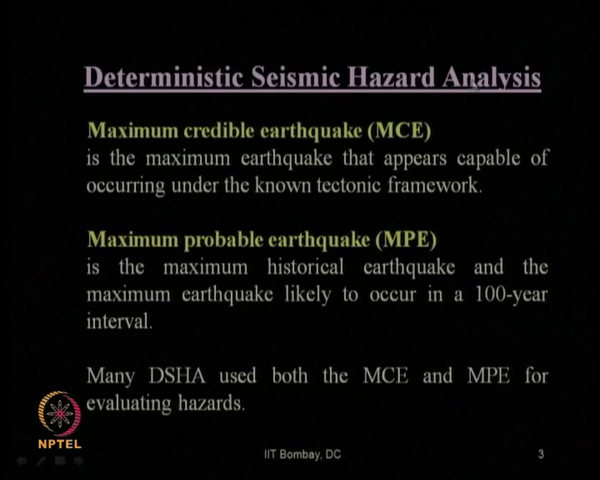 Deterministic Seismic Hazard Analysis
Maximum credible earthquake (MCE)
is the maximum earthquake that appears capable of
occurring under the known tectonic framework.
Maximum probable earthquake (MPE)
is the maximum historical earthquake and the
maximum earthquake likely to occur in a 100-year
interval.
Many DSHA used both the MCE and MPE for
evaluating hazards.
NPTEL
IIT Bombay, DC
3